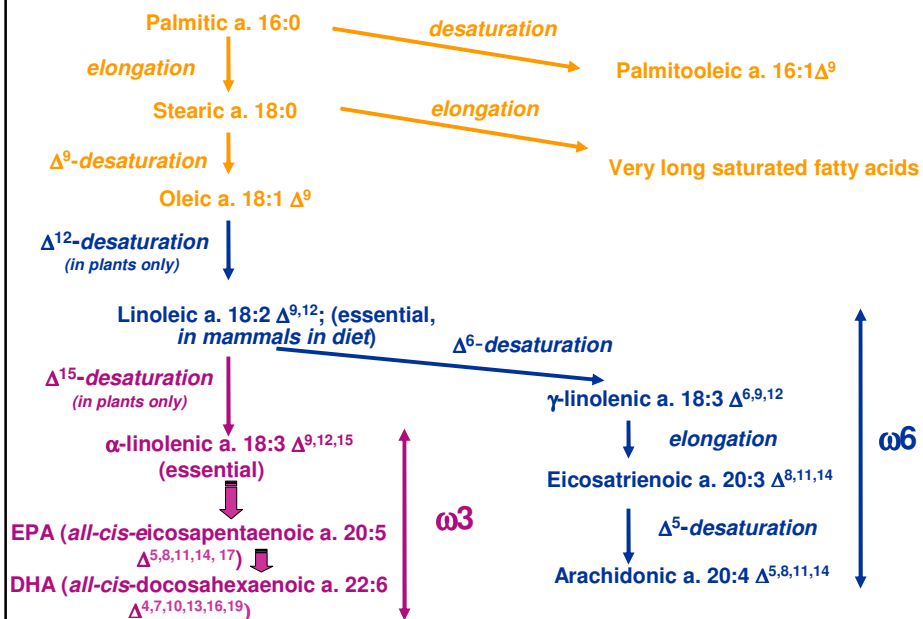 Palmitic a. 16:0
desaturation
elongation
Palmitooleic a. 16:1Δ⁹
Stearic a. 18:0
elongation
Δ⁹-desaturation
Very long saturated fatty acids
Oleic a. 18:1 Δ⁹
Δ¹²-desaturation
(in plants only)
Linoleic a. 18:2 Δ⁹,¹²; (essential,
in mammals in diet)
Δ⁶-desaturation
Δ¹⁵-desaturation
(in plants only)
γ-linolenic a. 18:3 Δ⁶,⁹,¹²
α-linolenic a. 18:3 Δ⁹,¹²,¹⁵
(essential)
elongation
ω6
Eicosatrienoic a. 20:3 Δ⁸,¹¹,¹⁴
ω3
EPA (all-cis-eicosapentaenoic a. 20:5
Δ⁵,⁸,¹¹,¹⁴, ¹⁷)
Δ⁵-desaturation
DHA (all-cis-docosahexaenoic a. 22:6
Δ⁴,⁷,¹⁰,¹³,¹⁶,¹⁹)
Arachidonic a. 20:4 Δ⁵,⁸,¹¹,¹⁴